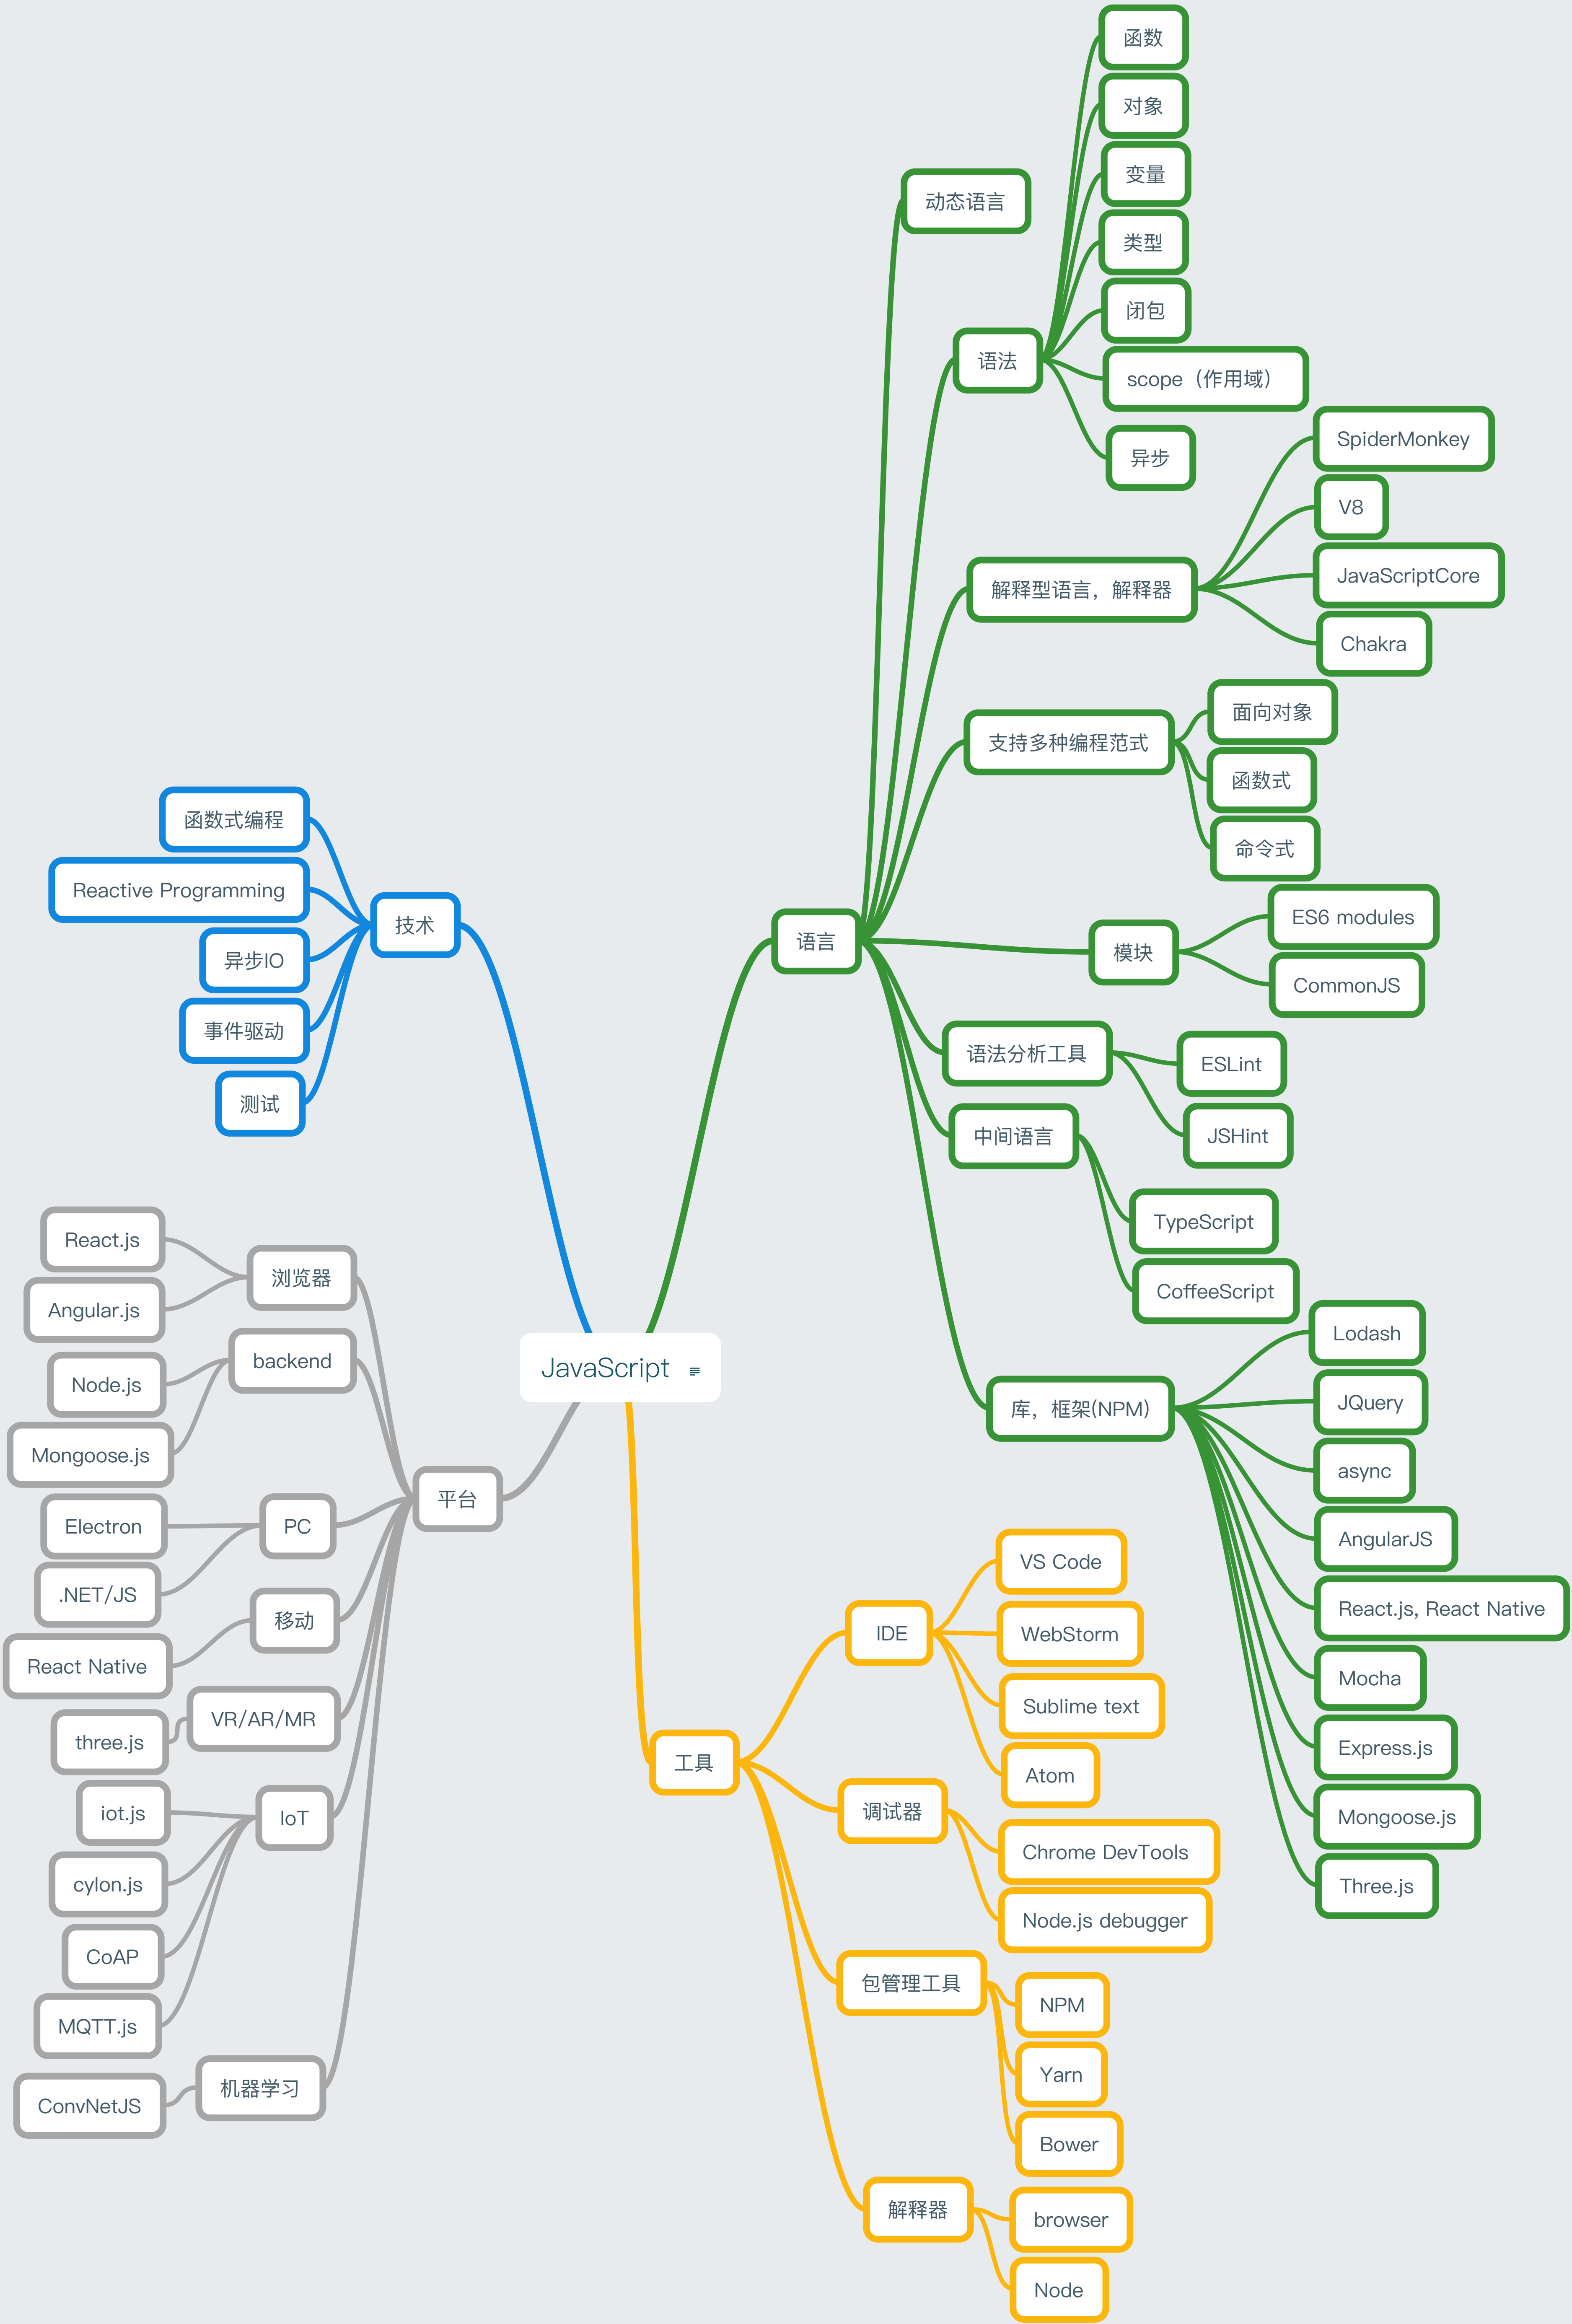 JavaScript
技术
函数式编程
Reactive Programming
异步IO
事件驱动
测试
语言
动态语言
语法
函数
对象
变量
类型
闭包
scope（作用域）
异步
解释型语言，解释器
SpiderMonkey
V8
JavaScriptCore
Chakra
支持多种编程范式
面向对象
函数式
命令式
模块
ES6 modules
CommonJS
语法分析工具
ESLint
JSHint
中间语言
TypeScript
CoffeeScript
库，框架(NPM)
Lodash
JQuery
async
AngularJS
React.js, React Native
Mocha
Express.js
Mongoose.js
Three.js
平台
浏览器
React.js
Angular.js
backend
Node.js
Mongoose.js
PC
Electron
.NET/JS
移动
React Native
VR/AR/MR
three.js
IoT
iot.js
cylon.js
CoAP
MQTT.js
机器学习
ConvNetJS
工具
IDE
VS Code
WebStorm
Sublime text
Atom
调试器
Chrome DevTools
Node.js debugger
包管理工具
NPM
Yarn
Bower
解释器
browser
Node